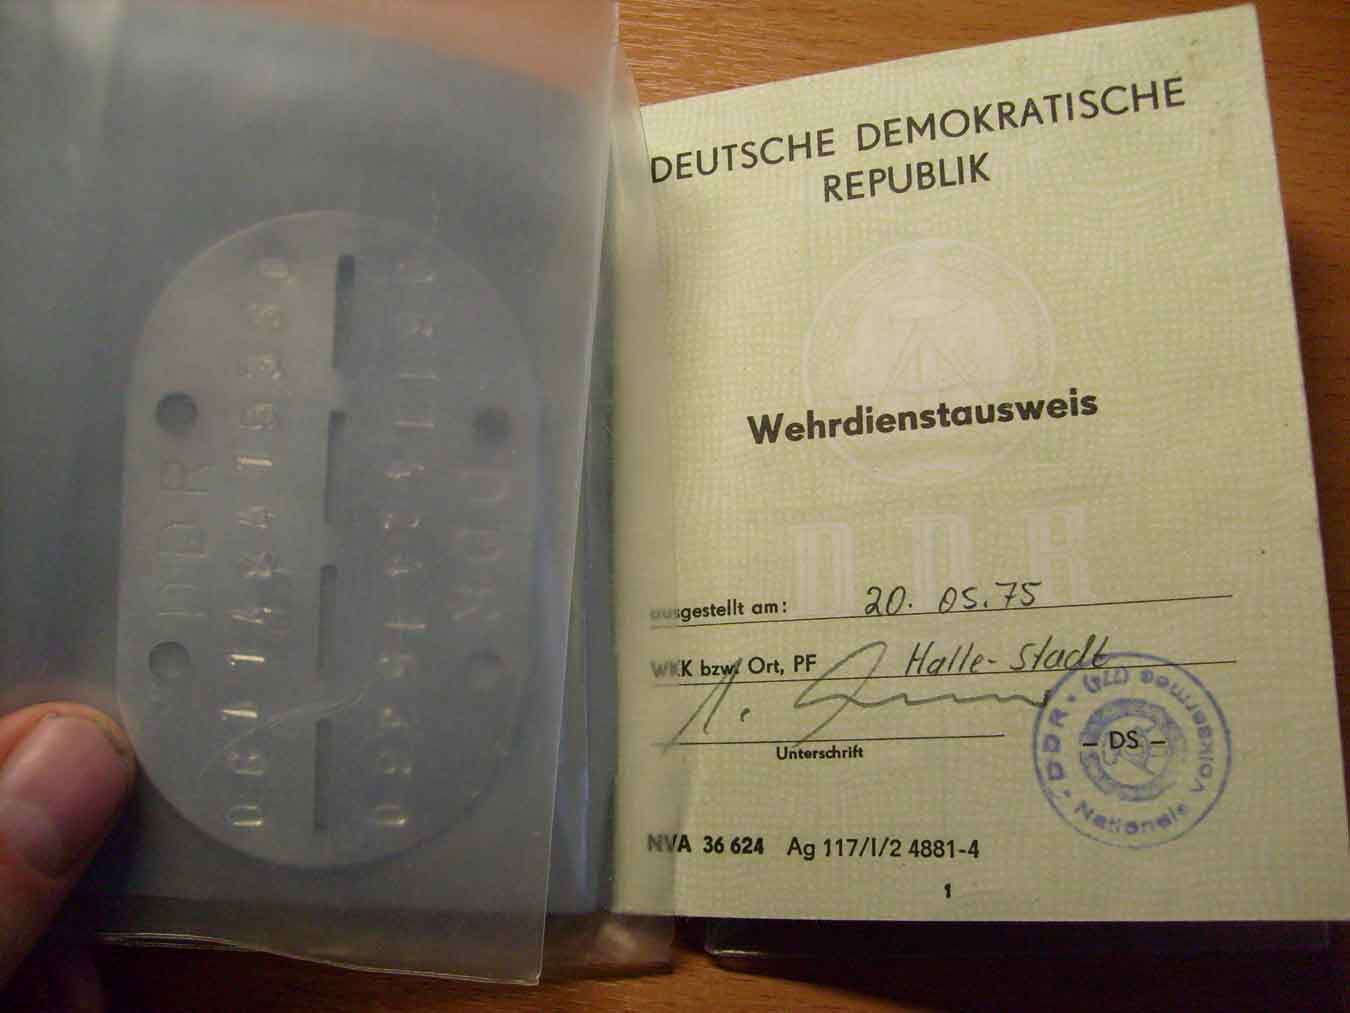 DDR
DEUTSCHE DEMOKRATISCHE
REPUBLIK
Wehrdienstausweis
DDR
ausgestellt am: 20. 05. 75
WKK bzw. Ort, PF Halle-Stadt
Unterschrift
- DS -
DDR · Nationale Volksarmee
NVA 36 624 Ag 117/I/2 4881-4
1